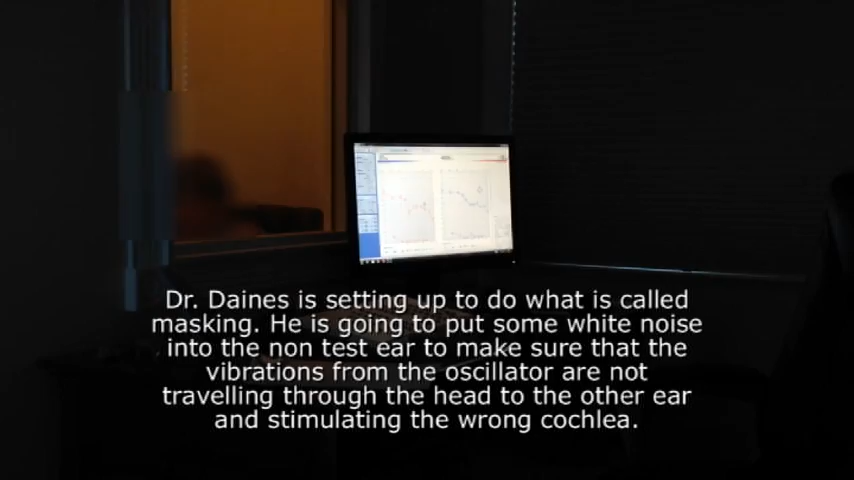 Dr. Daines is setting up to do what is called
masking. He is going to put some white noise
into the non test ear to make sure that the
vibrations from the oscillator are not
travelling through the head to the other ear
and stimulating the wrong cochlea.